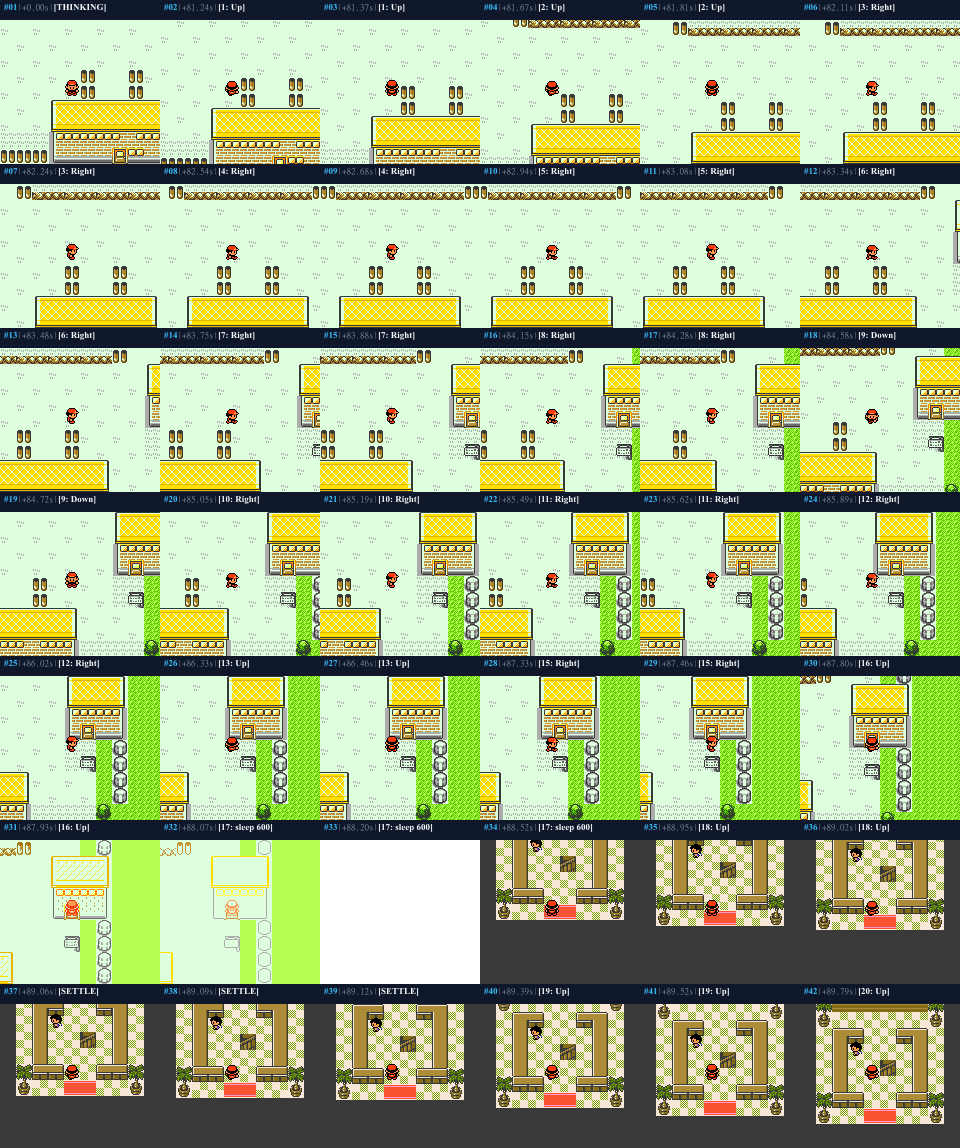 #01 | +0.00s | [THINKING]
#02 | +81.24s | [1: Up]
#03 | +81.37s | [1: Up]
#04 | +81.67s | [2: Up]
#05 | +81.81s | [2: Up]
#06 | +82.11s | [3: Right]
#07 | +82.24s | [3: Right]
#08 | +82.54s | [4: Right]
#09 | +82.68s | [4: Right]
#10 | +82.94s | [5: Right]
#11 | +83.08s | [5: Right]
#12 | +83.34s | [6: Right]
#13 | +83.48s | [6: Right]
#14 | +83.75s | [7: Right]
#15 | +83.88s | [7: Right]
#16 | +84.15s | [8: Right]
#17 | +84.28s | [8: Right]
#18 | +84.58s | [9: Down]
#19 | +84.72s | [9: Down]
#20 | +85.05s | [10: Right]
#21 | +85.19s | [10: Right]
#22 | +85.49s | [11: Right]
#23 | +85.62s | [11: Right]
#24 | +85.89s | [12: Right]
#25 | +86.02s | [12: Right]
#26 | +86.33s | [13: Up]
#27 | +86.46s | [13: Up]
#28 | +87.33s | [15: Right]
#29 | +87.46s | [15: Right]
#30 | +87.80s | [16: Up]
#31 | +87.93s | [16: Up]
#32 | +88.07s | [17: sleep 600]
#33 | +88.20s | [17: sleep 600]
#34 | +88.52s | [17: sleep 600]
#35 | +88.95s | [18: Up]
#36 | +89.02s | [18: Up]
#37 | +89.06s | [SETTLE]
#38 | +89.09s | [SETTLE]
#39 | +89.12s | [SETTLE]
#40 | +89.39s | [19: Up]
#41 | +89.52s | [19: Up]
#42 | +89.79s | [20: Up]